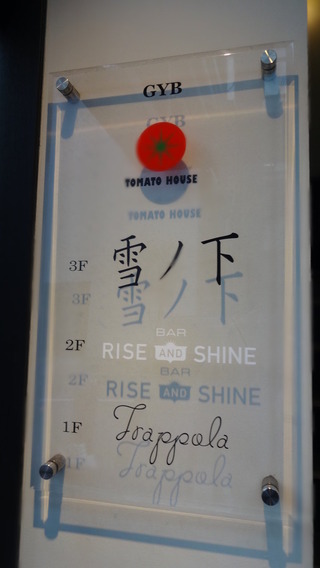 GYB
TOMATO HOUSE
3F 雪ノ下
BAR
2F RISE AND SHINE
1F Trappola